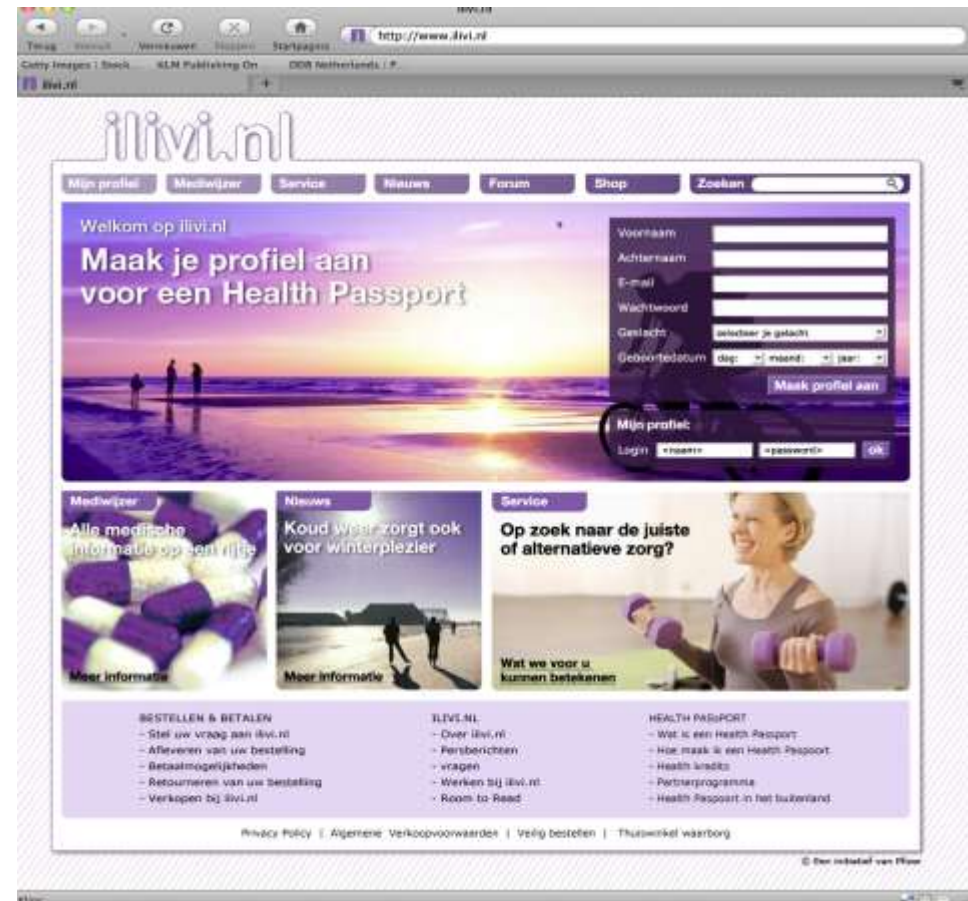 ilivi.nl
Terug Vernieuwen Stoppen Startpagina http://www.ilivi.nl
Getty Images : Stock... KLM Publishing On... DDB Netherlands : P...
ilivi.nl +
ilivi.nl
Mijn profiel Mediwijzer Service Nieuws Forum Shop Zoeken
Welkom op ilivi.nl
Maak je profiel aan
voor een Health Passport
Voornaam
Achternaam
E-mail
Wachtwoord
Geslacht selecteer je gelacht
Geboortedatum dag: maand: jaar:
Maak profiel aan
Mijn profiel:
Login <naam> <password> ok
Mediwijzer
Alle medische
informatie op een rijtje
Meer informatie
Nieuws
Koud weer zorgt ook
voor winterplezier
Meer informatie
Service
Op zoek naar de juiste
of alternatieve zorg?
Wat we voor u
kunnen betekenen
BESTELLEN & BETALEN
- Stel uw vraag aan ilivi.nl
- Afleveren van uw bestelling
- Betaalmogelijkheden
- Retourneren van uw bestelling
- Verkopen bij ilivi.nl
ILIVI.NL
- Over ilivi.nl
- Persberichten
- vragen
- Werken bij ilivi.nl
- Room to Read
HEALTH PASsPORT
- Wat is een Health Passport
- Hoe maak ik een Health Paspoort
- Health kredits
- Partnerprogramma
- Health Paspoort in het buitenland
Privacy Policy | Algemene Verkoopvoorwaarden | Veilig bestellen | Thuiswinkel waarborg
© Een initiatief van Pfizer